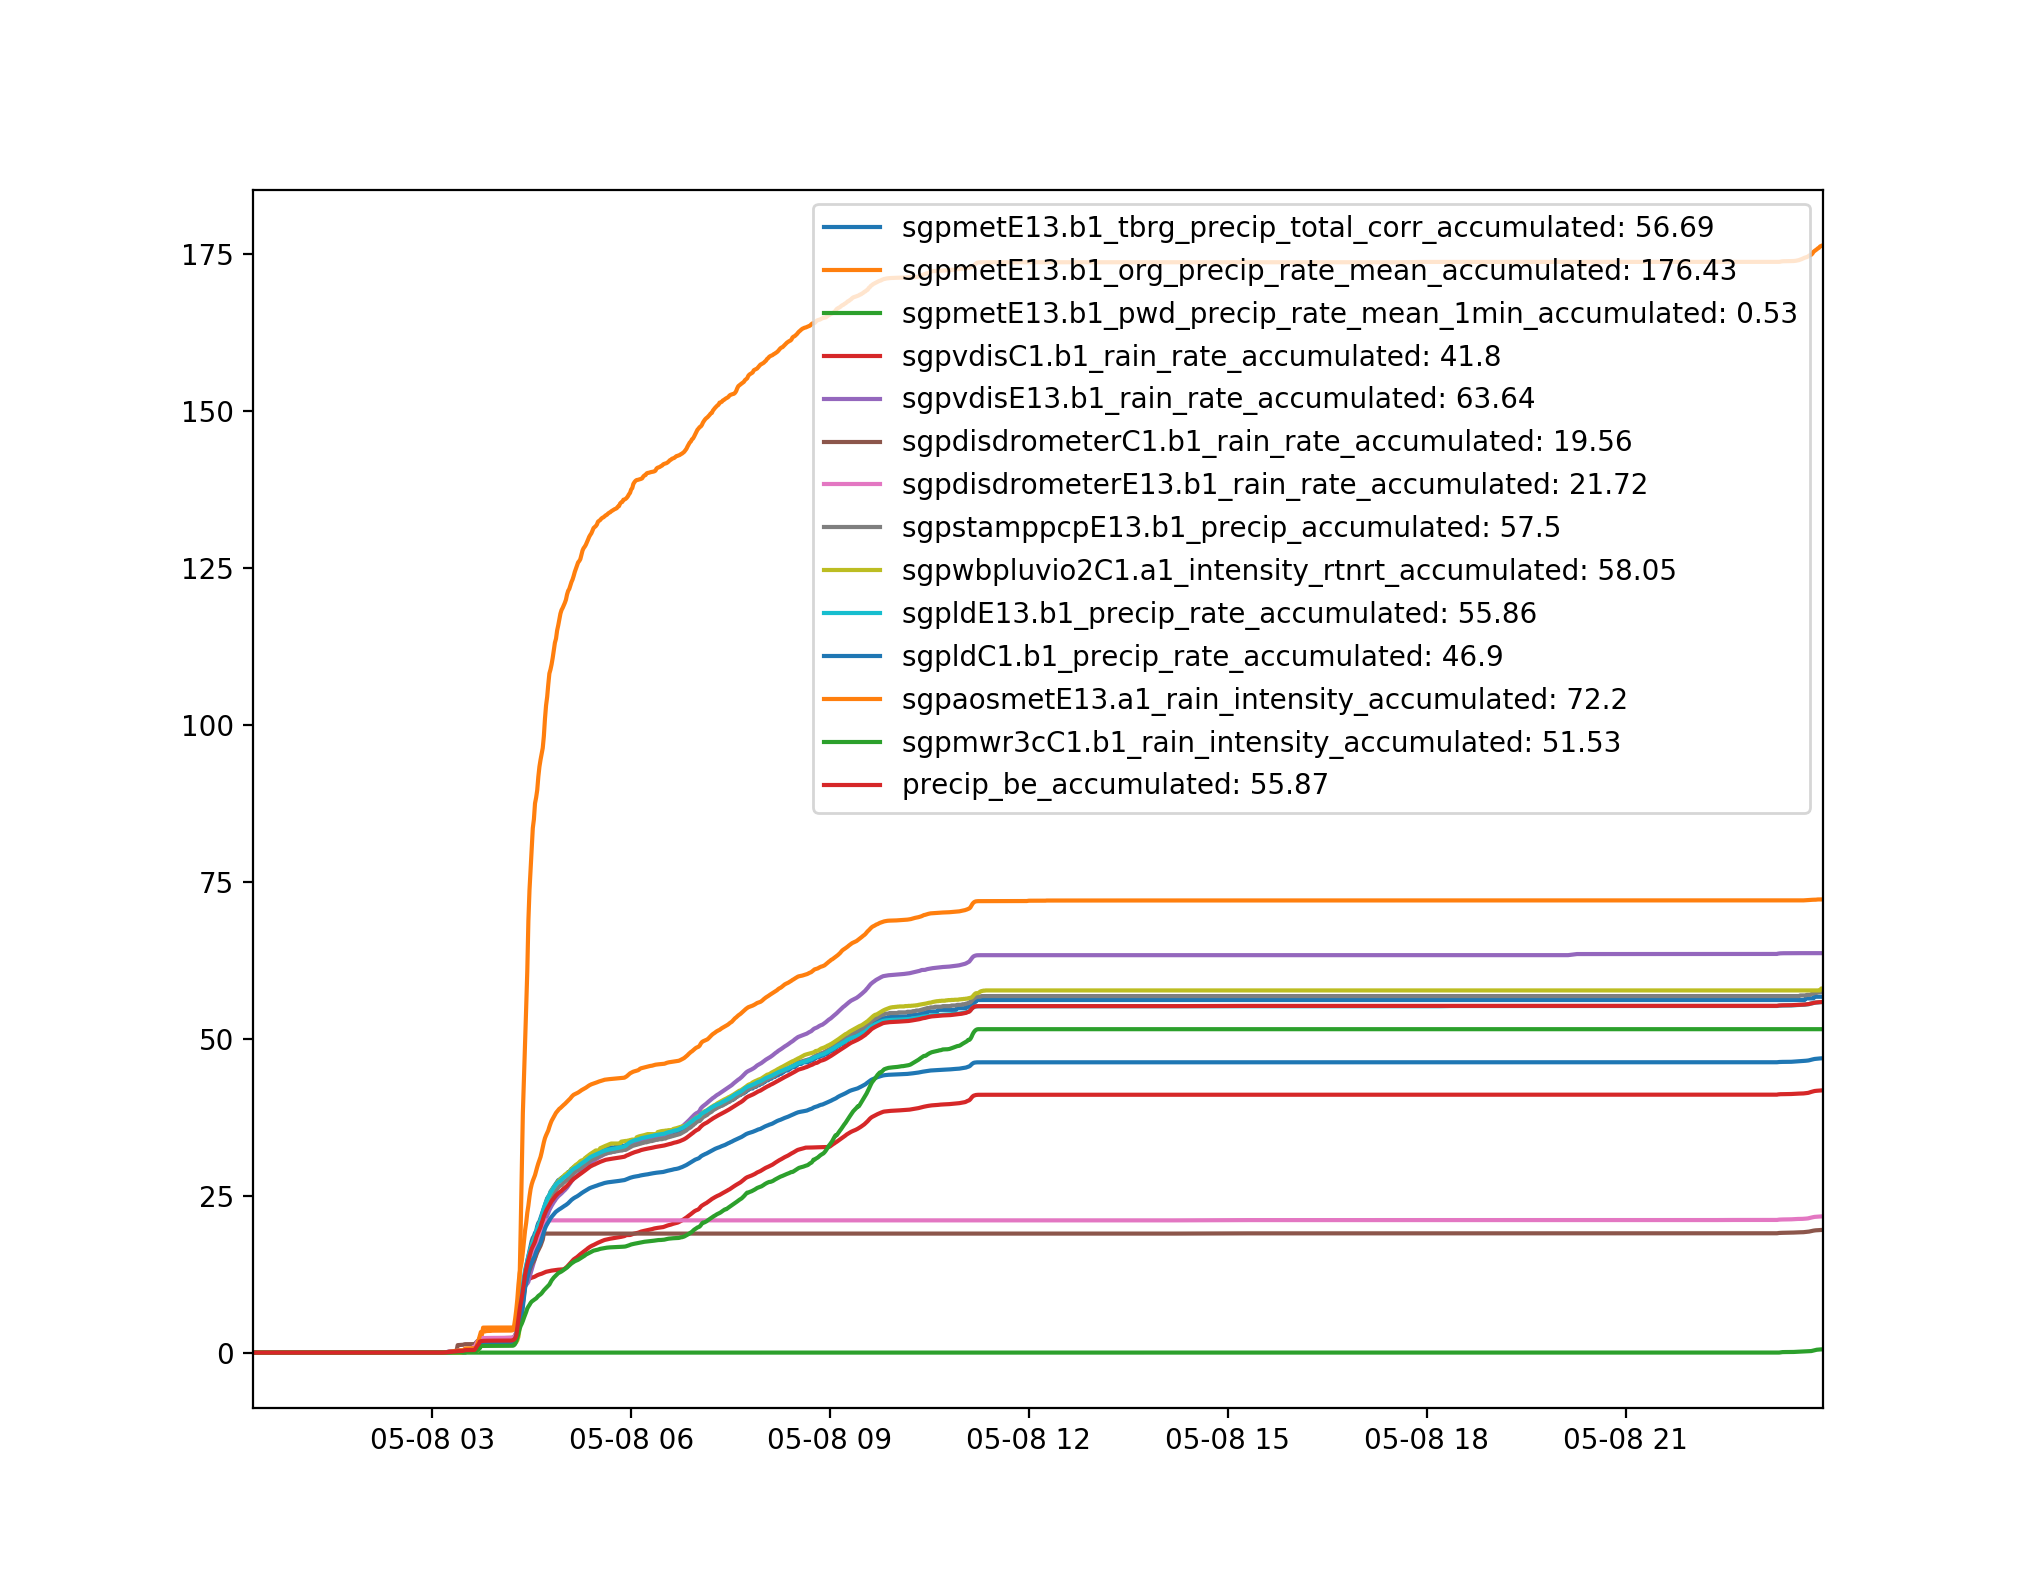 sgpmetE13.b1_tbrg_precip_total_corr_accumulated: 56.69
sgpmetE13.b1_org_precip_rate_mean_accumulated: 176.43
sgpmetE13.b1_pwd_precip_rate_mean_1min_accumulated: 0.53
sgpvdisC1.b1_rain_rate_accumulated: 41.8
sgpvdisE13.b1_rain_rate_accumulated: 63.64
sgpdisdrometerC1.b1_rain_rate_accumulated: 19.56
sgpdisdrometerE13.b1_rain_rate_accumulated: 21.72
sgpstamppcpE13.b1_precip_accumulated: 57.5
sgpwbpluvio2C1.a1_intensity_rtnrt_accumulated: 58.05
sgpldE13.b1_precip_rate_accumulated: 55.86
sgpldC1.b1_precip_rate_accumulated: 46.9
sgpaosmetE13.a1_rain_intensity_accumulated: 72.2
sgpmwr3cC1.b1_rain_intensity_accumulated: 51.53
precip_be_accumulated: 55.87
175
150
125
100
75
50
25
0
05-08 03 05-08 06 05-08 09 05-08 12 05-08 15 05-08 18 05-08 21